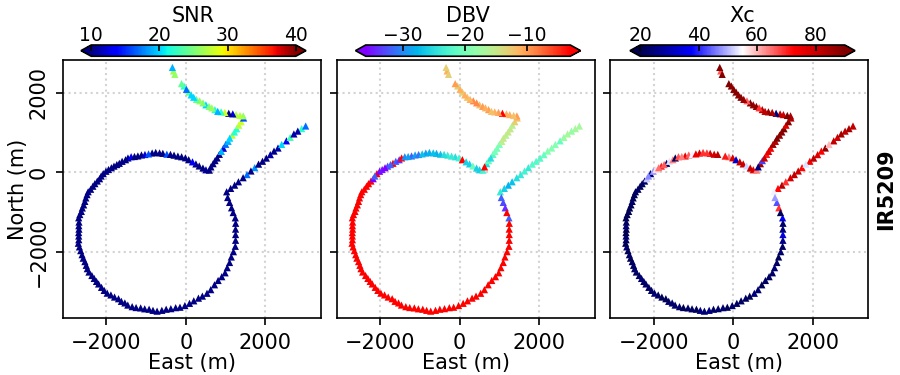 SNR DBV Xc
10 20 30 40 −30 −20 −10 20 40 60 80
2000
0
−2000
North (m)
−2000 0 2000 −2000 0 2000 −2000 0 2000
East (m) East (m) East (m)
IR5209